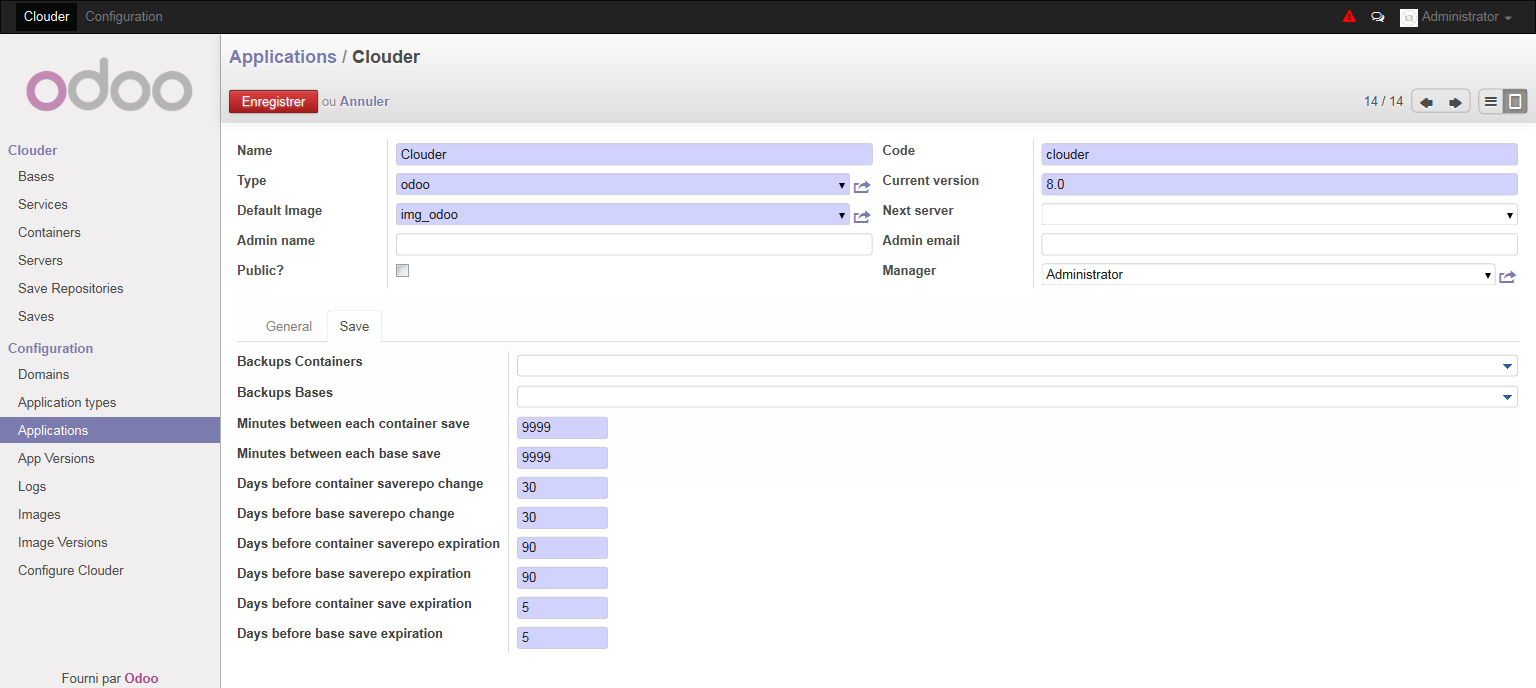 Clouder Configuration Administrator
odoo
Applications / Clouder
Enregistrer ou Annuler 14 / 14
Clouder
Bases
Services
Containers
Servers
Save Repositories
Saves
Configuration
Domains
Application types
Applications
App Versions
Logs
Images
Image Versions
Configure Clouder
Fourni par Odoo
Name Clouder Code clouder
Type odoo Current version 8.0
Default Image img_odoo Next server
Admin name Admin email
Public? Manager Administrator
General Save
Backups Containers
Backups Bases
Minutes between each container save 9999
Minutes between each base save 9999
Days before container saverepo change 30
Days before base saverepo change 30
Days before container saverepo expiration 90
Days before base saverepo expiration 90
Days before container save expiration 5
Days before base save expiration 5